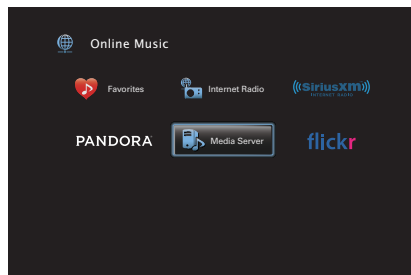 Online Music
Favorites
Internet Radio
((SiriusXM))
INTERNET RADIO
PANDORA
Media Server
flickr